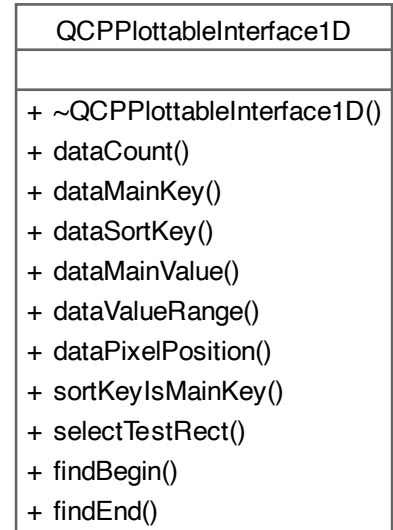 QCPPlottableInterface1D
+ ~QCPPlottableInterface1D()
+ dataCount()
+ dataMainKey()
+ dataSortKey()
+ dataMainValue()
+ dataValueRange()
+ dataPixelPosition()
+ sortKeyIsMainKey()
+ selectTestRect()
+ findBegin()
+ findEnd()